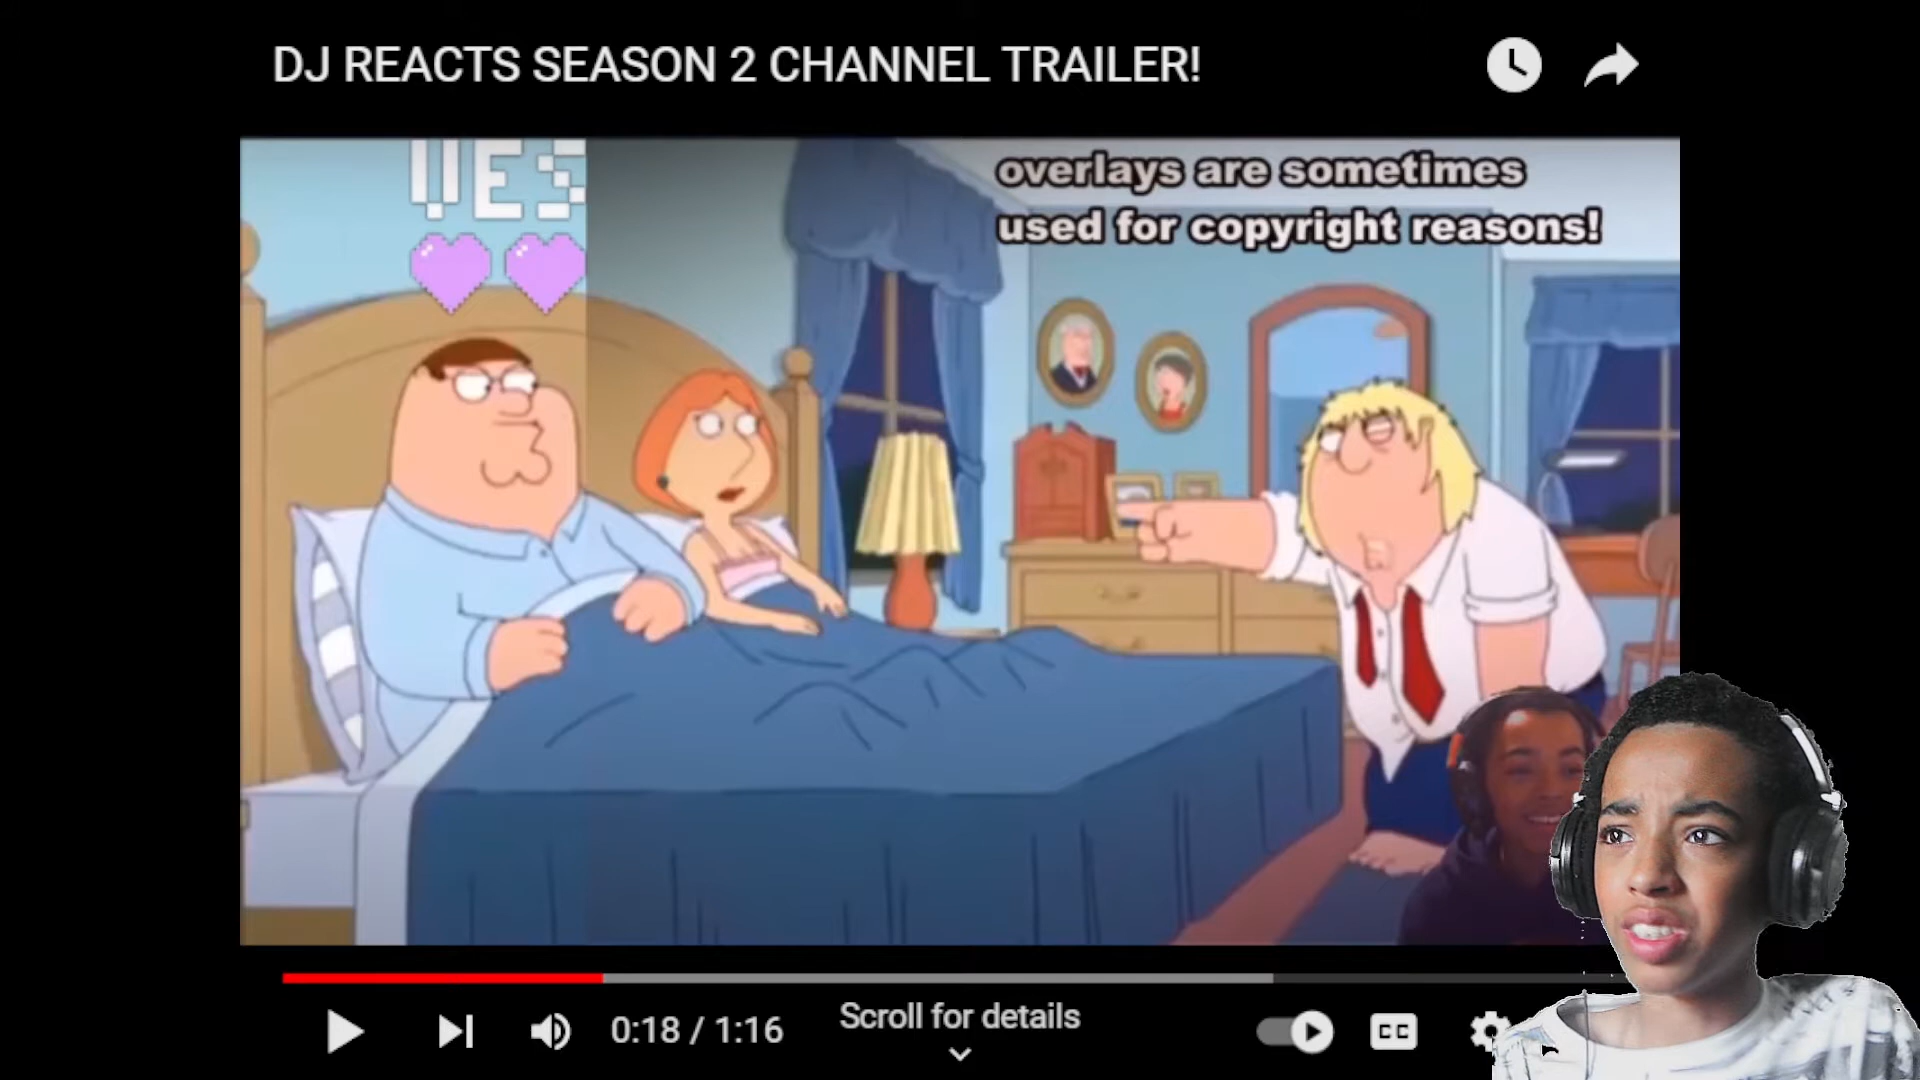 DJ REACTS SEASON 2 CHANNEL TRAILER!
overlays are sometimes
used for copyright reasons!
0:18 / 1:16
Scroll for details
CC